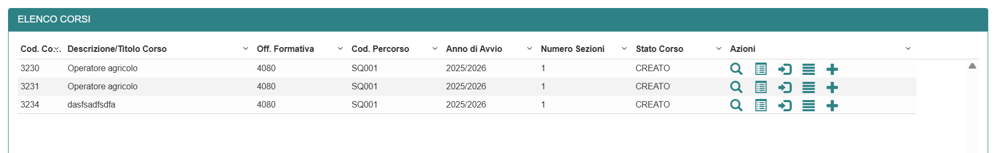 ELENCO CORSI
Cod. Co... Descrizione/Titolo Corso Off. Formativa Cod. Percorso Anno di Avvio Numero Sezioni Stato Corso Azioni
3230 Operatore agricolo 4080 SQ001 2025/2026 1 CREATO
3231 Operatore agricolo 4080 SQ001 2025/2026 1 CREATO
3234 dasfsadfsdfa 4080 SQ001 2025/2026 1 CREATO